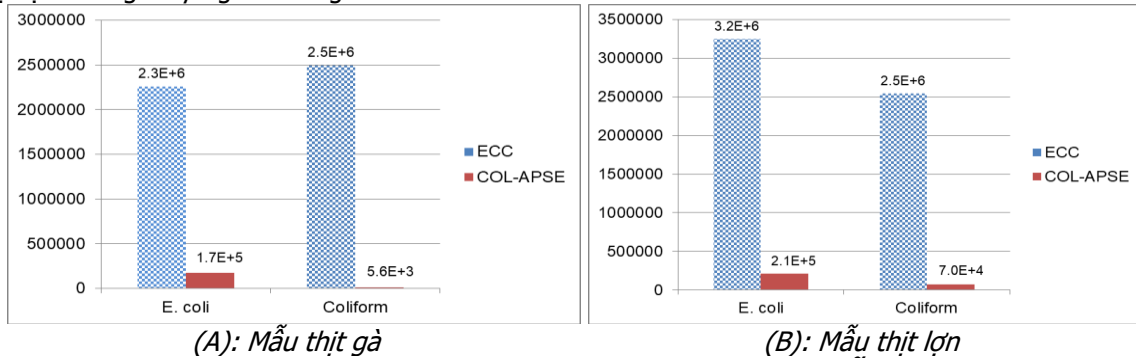 3000000
2500000
2000000
1500000
1000000
500000
0
2.3E+6
2.5E+6
1.7E+5
5.6E+3
E. coli
Coliform
ECC
COL-APSE
(A): Mẫu thịt gà
3500000
3000000
2500000
2000000
1500000
1000000
500000
0
3.2E+6
2.5E+6
2.1E+5
7.0E+4
E. coli
Coliform
ECC
COL-APSE
(B): Mẫu thịt lợn